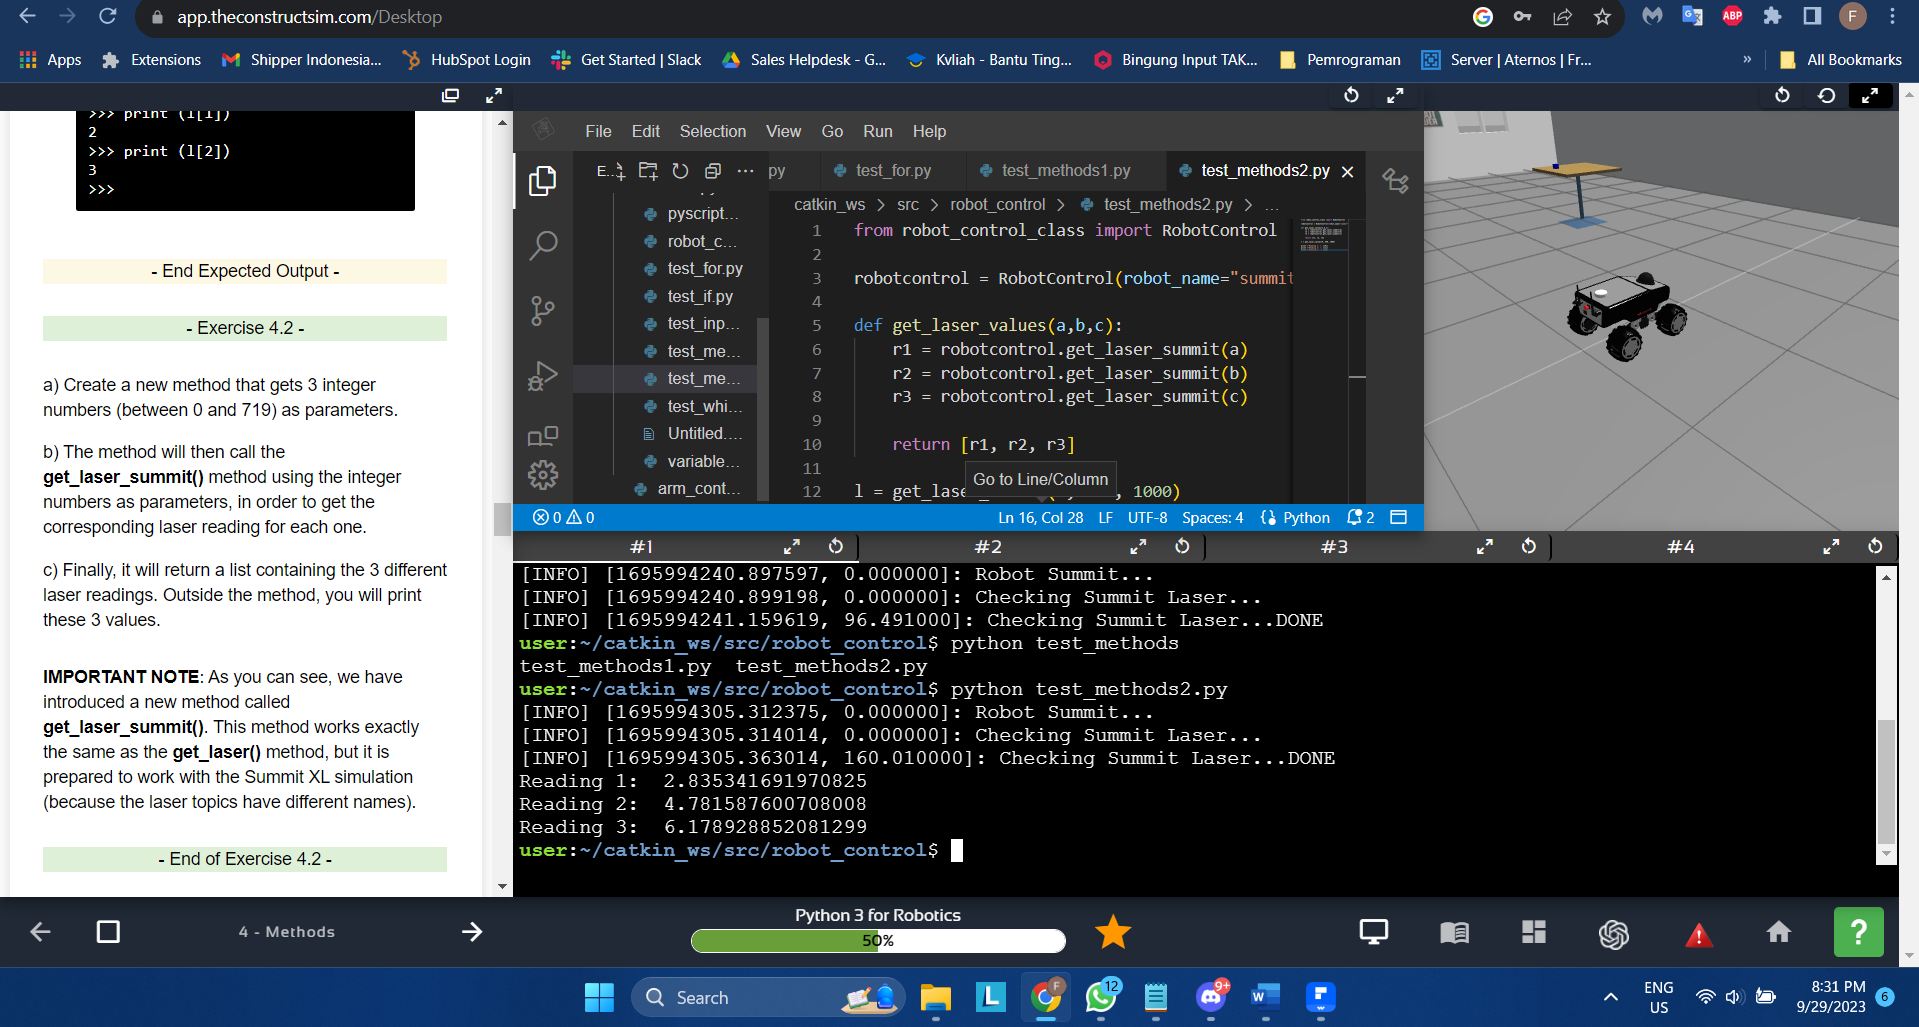 app.theconstructsim.com/Desktop
ABP
F
Apps
Extensions
Shipper Indonesia...
HubSpot Login
Get Started | Slack
Sales Helpdesk - G...
Kvliah - Bantu Ting...
Bingung Input TAK...
Pemrograman
Server | Aternos | Fr...
»
All Bookmarks
>>> print (l[1])
2
>>> print (l[2])
3
>>>
- End Expected Output -
- Exercise 4.2 -
a) Create a new method that gets 3 integer
numbers (between 0 and 719) as parameters.
b) The method will then call the
get_laser_summit() method using the integer
numbers as parameters, in order to get the
corresponding laser reading for each one.
c) Finally, it will return a list containing the 3 different
laser readings. Outside the method, you will print
these 3 values.
IMPORTANT NOTE: As you can see, we have
introduced a new method called
get_laser_summit(). This method works exactly
the same as the get_laser() method, but it is
prepared to work with the Summit XL simulation
(because the laser topics have different names).
- End of Exercise 4.2 -
File Edit Selection View Go Run Help
E...
py
test_for.py
test_methods1.py
test_methods2.py
pyscript...
robot_c...
test_for.py
test_if.py
test_inp...
test_me...
test_me...
test_whi...
Untitled....
variable...
arm_cont...
catkin_ws > src > robot_control > test_methods2.py > ...
1 from robot_control_class import RobotControl
2
3 robotcontrol = RobotControl(robot_name="summit
4
5 def get_laser_values(a,b,c):
6 r1 = robotcontrol.get_laser_summit(a)
7 r2 = robotcontrol.get_laser_summit(b)
8 r3 = robotcontrol.get_laser_summit(c)
9
10 return [r1, r2, r3]
11
12 l = get_lase , 1000)
Go to Line/Column
0 0
Ln 16, Col 28 LF UTF-8 Spaces: 4 Python 2
#1 #2 #3 #4
[INFO] [1695994240.897597, 0.000000]: Robot Summit...
[INFO] [1695994240.899198, 0.000000]: Checking Summit Laser...
[INFO] [1695994241.159619, 96.491000]: Checking Summit Laser...DONE
user:~/catkin_ws/src/robot_control$ python test_methods
test_methods1.py test_methods2.py
user:~/catkin_ws/src/robot_control$ python test_methods2.py
[INFO] [1695994305.312375, 0.000000]: Robot Summit...
[INFO] [1695994305.314014, 0.000000]: Checking Summit Laser...
[INFO] [1695994305.363014, 160.010000]: Checking Summit Laser...DONE
Reading 1: 2.835341691970825
Reading 2: 4.781587600708008
Reading 3: 6.178928852081299
user:~/catkin_ws/src/robot_control$
4 - Methods
Python 3 for Robotics
50%
?
Search
F
12
9+
ENG
US
8:31 PM
9/29/2023
6